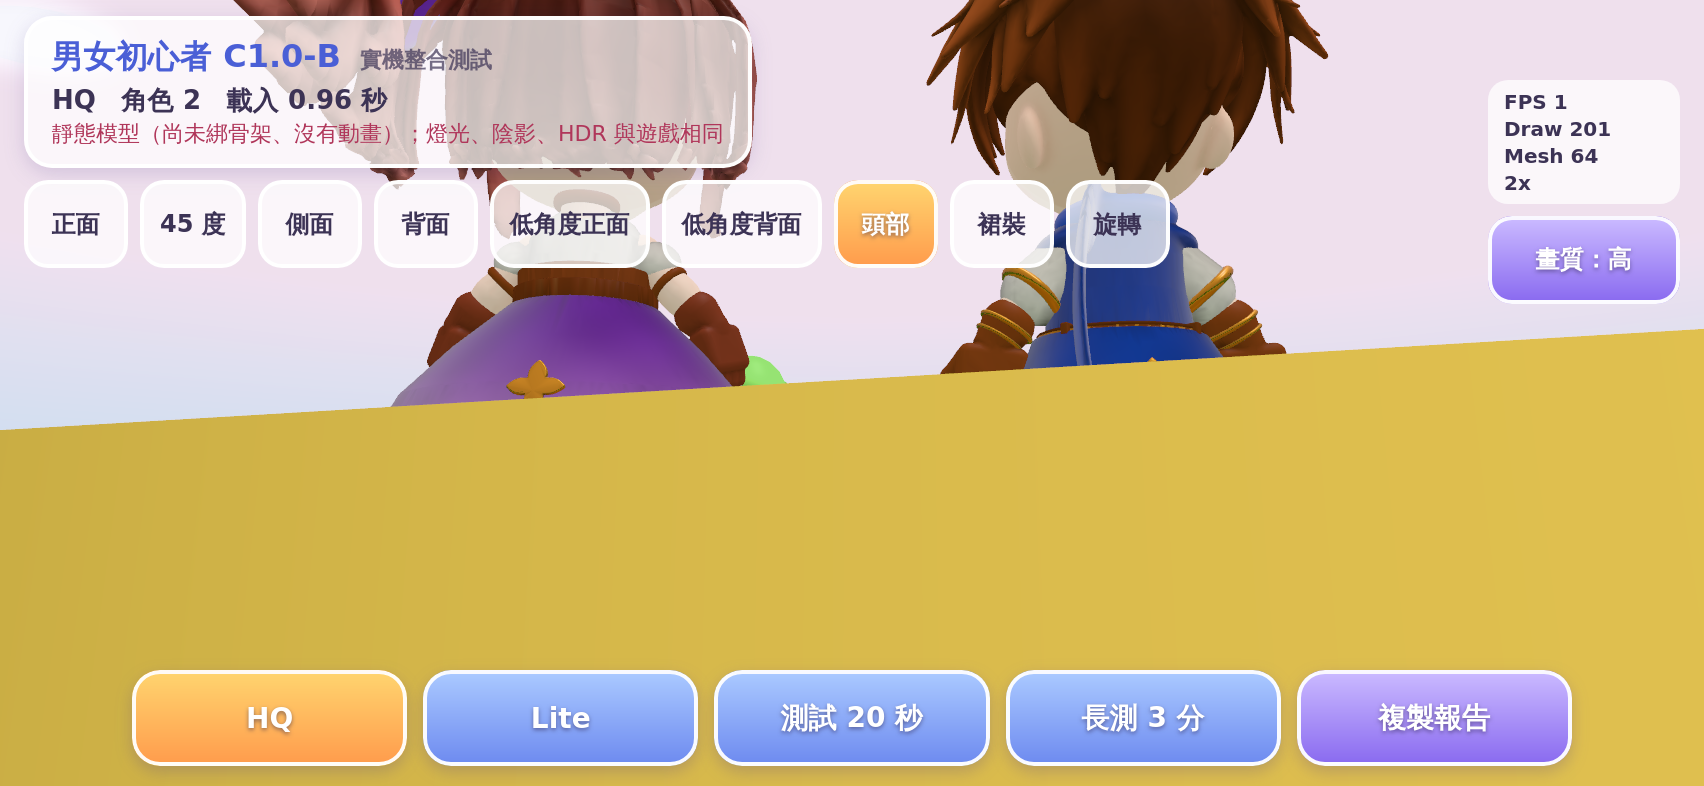 男女初心者 C1.0-B 實機整合測試
HQ 角色 2 載入 0.96 秒
靜態模型（尚未綁骨架、沒有動畫）；燈光、陰影、HDR 與遊戲相同
FPS 1
Draw 201
Mesh 64
2x
正面 45 度 側面 背面 低角度正面 低角度背面 頭部 裙裝 旋轉
畫質：高
HQ Lite 測試 20 秒 長測 3 分 複製報告